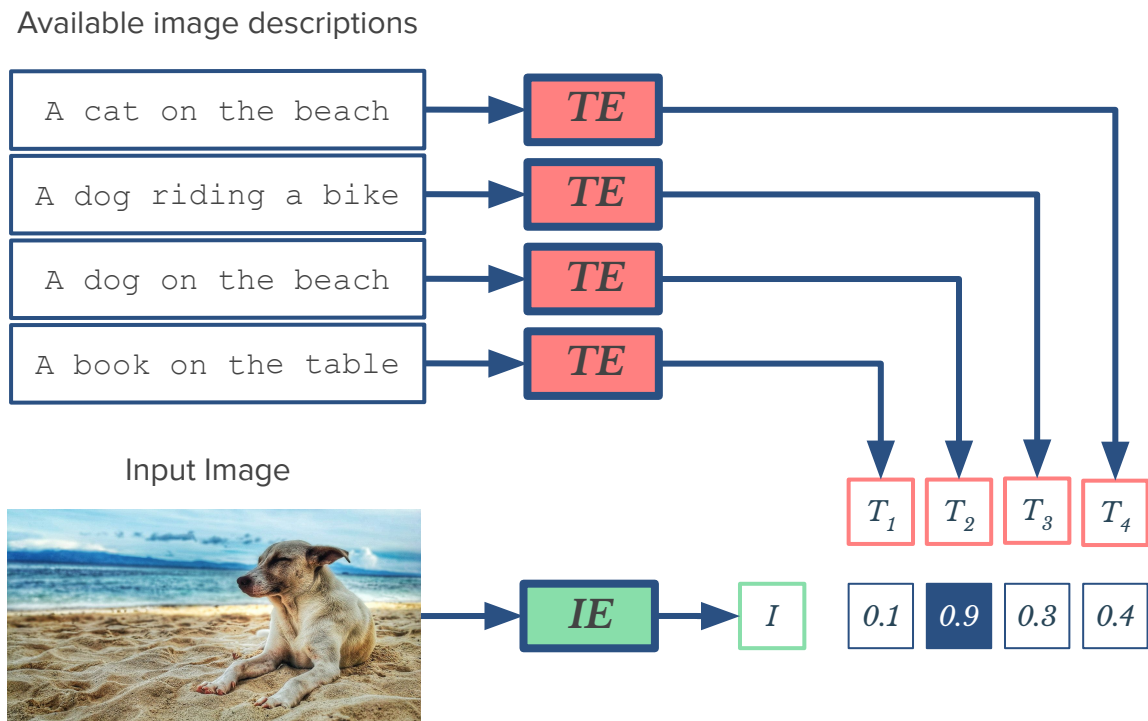 Available image descriptions
A cat on the beach
TE
A dog riding a bike
TE
A dog on the beach
TE
A book on the table
TE
Input Image
T1 T2 T3 T4
IE
I
0.1 0.9 0.3 0.4